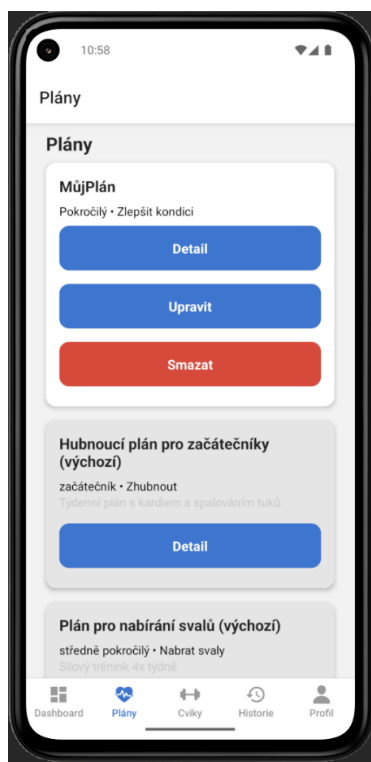 10:58
Plány
Plány
MůjPlán
Pokročilý • Zlepšit kondici
Detail
Upravit
Smazat
Hubnoucí plán pro začátečníky
(výchozí)
začátečník • Zhubnout
Týdenní plán s kardiem a spalováním tuků
Detail
Plán pro nabírání svalů (výchozí)
středně pokročilý • Nabrat svaly
Silový trénink 4x týdně
Dashboard Plány Cviky Historie Profil